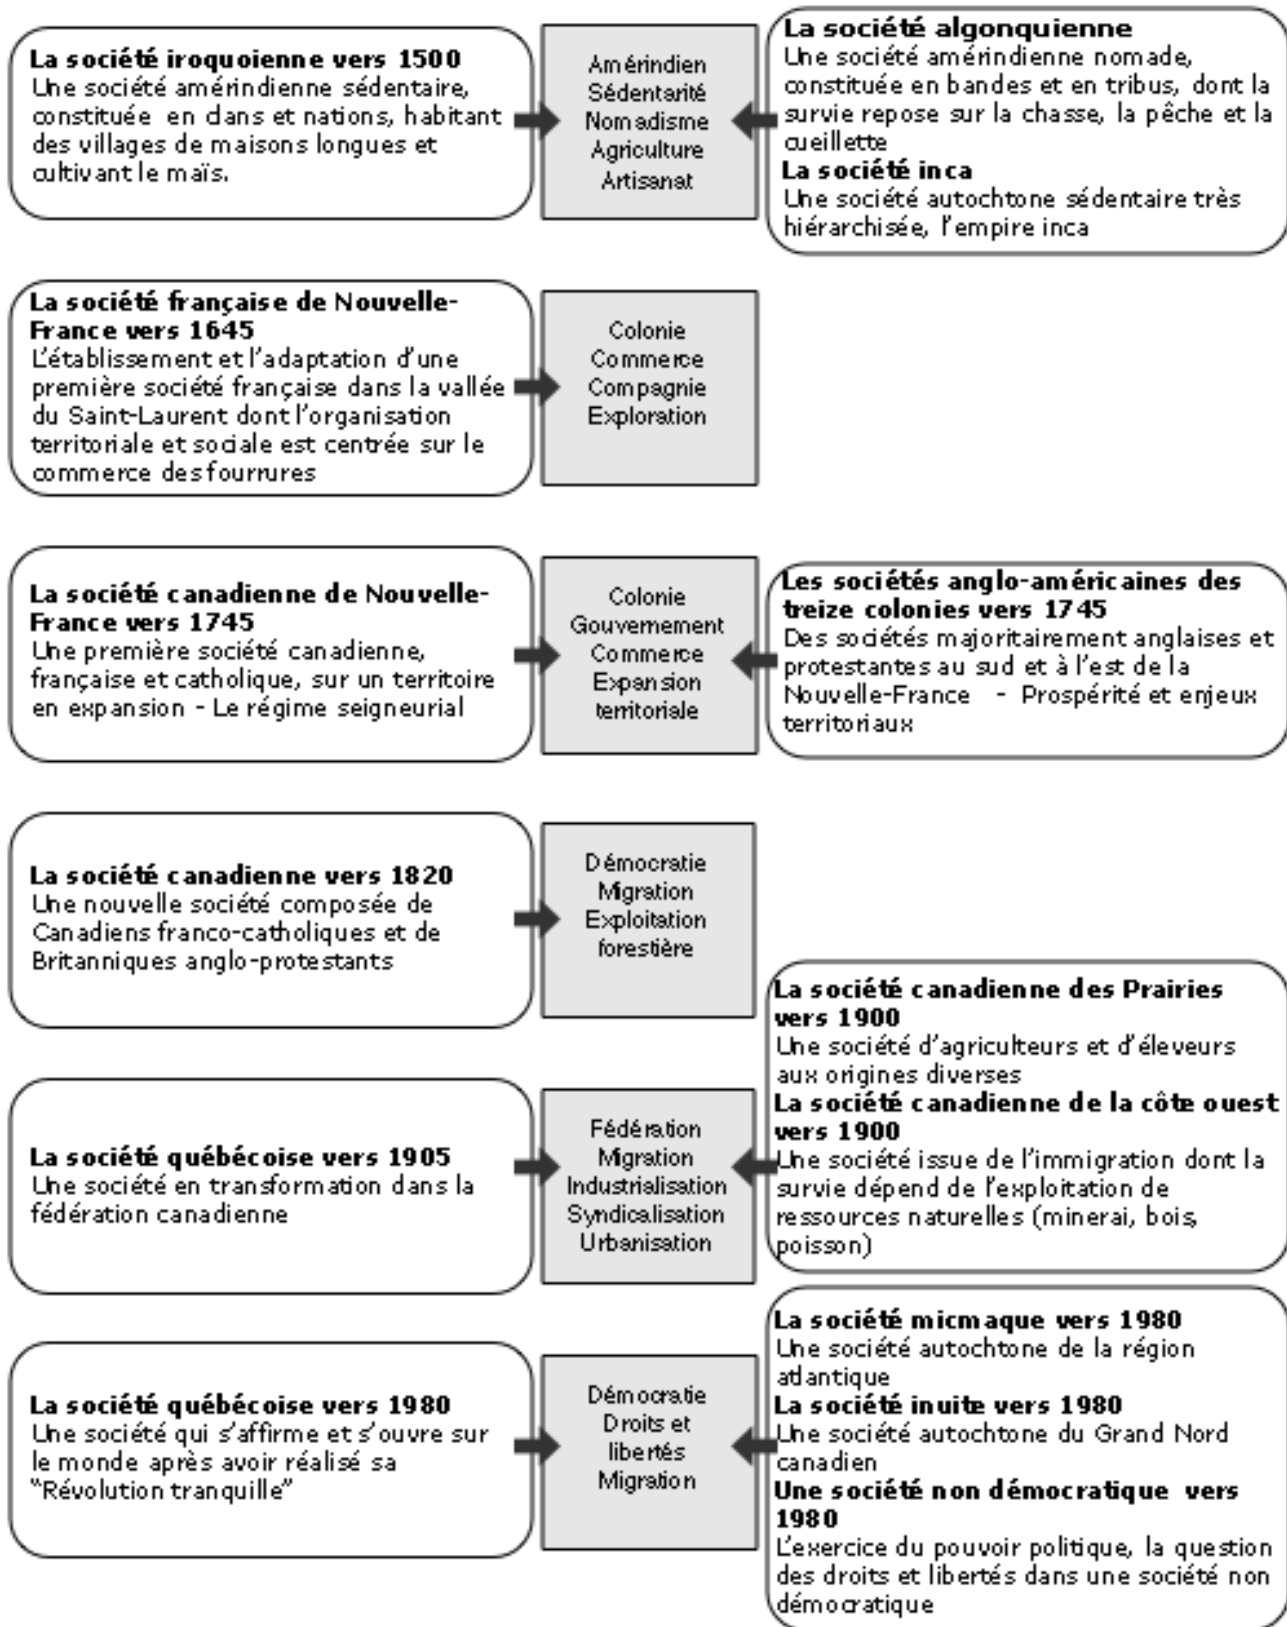 La société iroquoienne vers 1500
Une société amérindienne sédentaire,
constituée en clans et nations, habitant
des villages de maisons longues et
cultivant le maïs.
Amérindien
Sédentarité
Nomadisme
Agriculture
Artisanat
La société algonquienne
Une société amérindienne nomade,
constituée en bandes et en tribus, dont la
survie repose sur la chasse, la pêche et la
cueillette
La société inca
Une société autochtone sédentaire très
hiérarchisée, l'empire inca
La société française de Nouvelle-
France vers 1645
L'établissement et l'adaptation d'une
première société française dans la vallée
du Saint-Laurent dont l'organisation
territoriale et sociale est centrée sur le
commerce des fourrures
Colonie
Commerce
Compagnie
Exploration
La société canadienne de Nouvelle-
France vers 1745
Une première société canadienne,
française et catholique, sur un territoire
en expansion - Le régime seigneurial
Colonie
Gouvernement
Commerce
Expansion
territoriale
Les sociétés anglo-américaines des
treize colonies vers 1745
Des sociétés majoritairement anglaises et
protestantes au sud et à l'est de la
Nouvelle-France - Prospérité et enjeux
territoriaux
La société canadienne vers 1820
Une nouvelle société composée de
Canadiens franco-catholiques et de
Britanniques anglo-protestants
Démocratie
Migration
Exploitation
forestière
La société québécoise vers 1905
Une société en transformation dans la
fédération canadienne
Fédération
Migration
Industrialisation
Syndicalisation
Urbanisation
La société canadienne des Prairies
vers 1900
Une société d'agriculteurs et d'éleveurs
aux origines diverses
La société canadienne de la côte ouest
vers 1900
Une société issue de l'immigration dont la
survie dépend de l'exploitation de
ressources naturelles (minerai, bois,
poisson)
La société québécoise vers 1980
Une société qui s'affirme et s'ouvre sur
le monde après avoir réalisé sa
"Révolution tranquille"
Démocratie
Droits et
libertés
Migration
La société micmaque vers 1980
Une société autochtone de la région
atlantique
La société inuite vers 1980
Une société autochtone du Grand Nord
canadien
Une société non démocratique vers
1980
L'exercice du pouvoir politique, la question
des droits et libertés dans une société non
démocratique